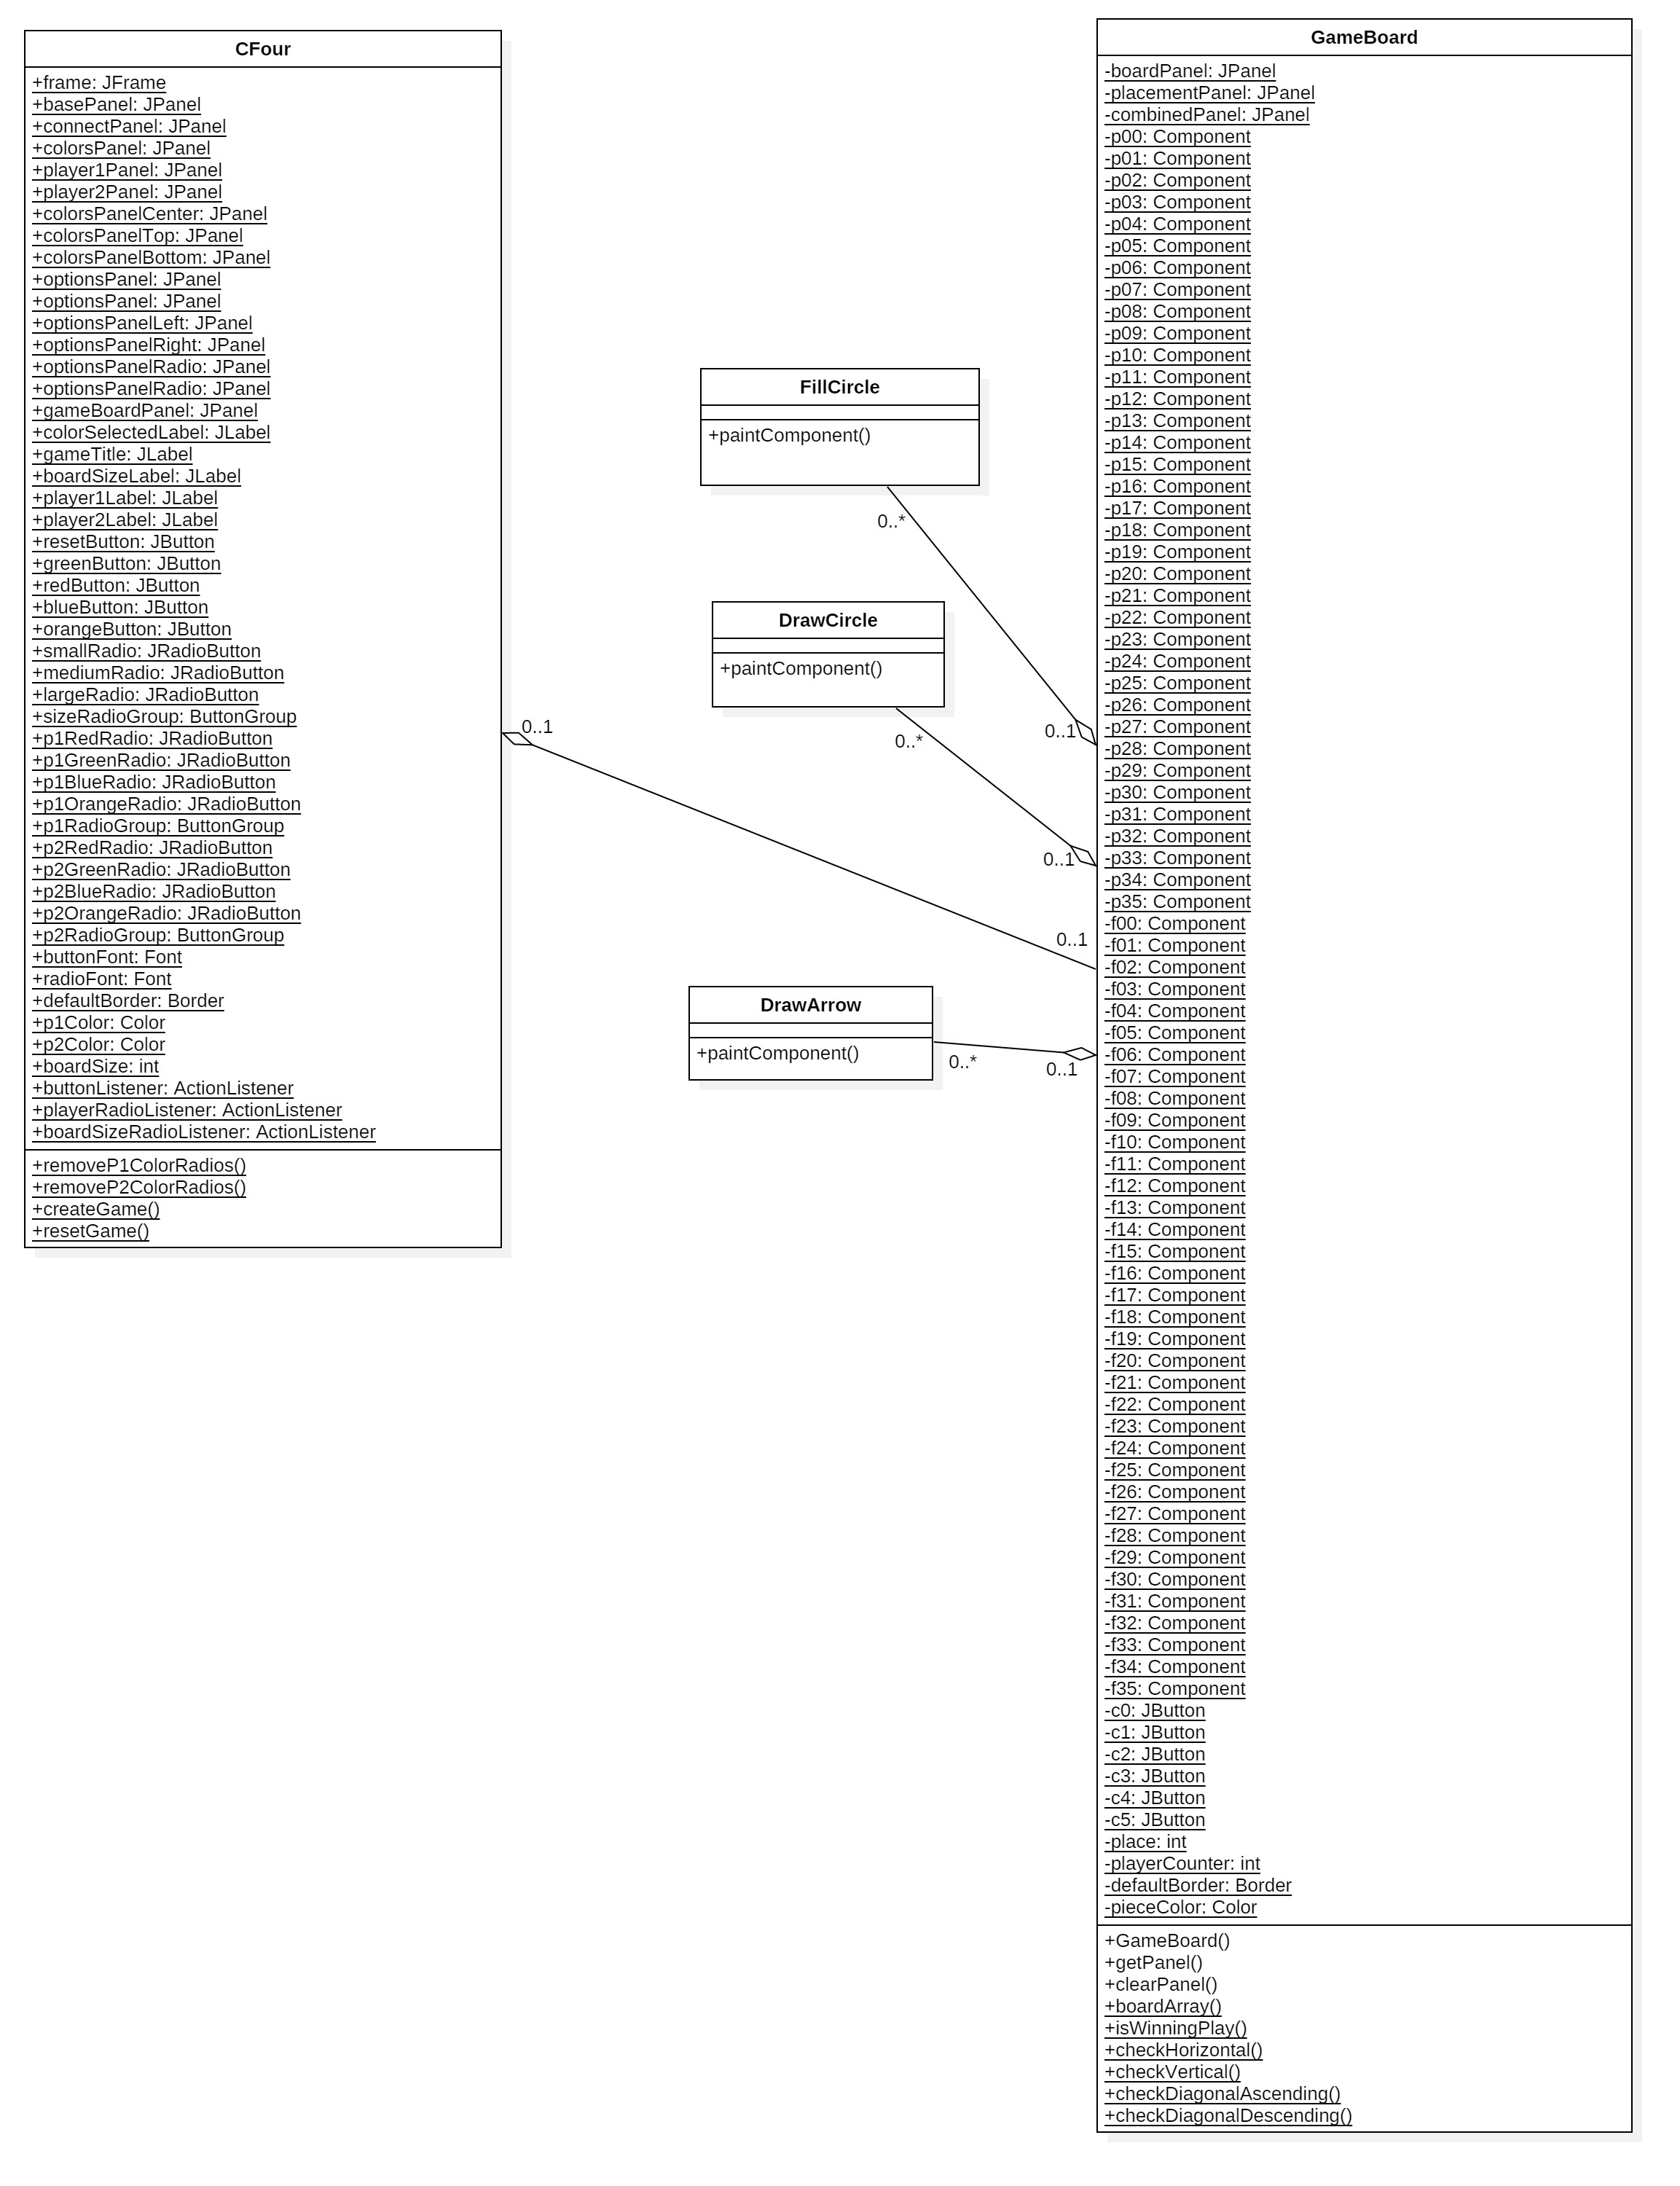 CFour
+frame: JFrame
+basePanel: JPanel
+connectPanel: JPanel
+colorsPanel: JPanel
+player1Panel: JPanel
+player2Panel: JPanel
+colorsPanelCenter: JPanel
+colorsPanelTop: JPanel
+colorsPanelBottom: JPanel
+optionsPanel: JPanel
+optionsPanel: JPanel
+optionsPanelLeft: JPanel
+optionsPanelRight: JPanel
+optionsPanelRadio: JPanel
+optionsPanelRadio: JPanel
+gameBoardPanel: JPanel
+colorSelectedLabel: JLabel
+gameTitle: JLabel
+boardSizeLabel: JLabel
+player1Label: JLabel
+player2Label: JLabel
+resetButton: JButton
+greenButton: JButton
+redButton: JButton
+blueButton: JButton
+orangeButton: JButton
+smallRadio: JRadioButton
+mediumRadio: JRadioButton
+largeRadio: JRadioButton
+sizeRadioGroup: ButtonGroup
+p1RedRadio: JRadioButton
+p1GreenRadio: JRadioButton
+p1BlueRadio: JRadioButton
+p1OrangeRadio: JRadioButton
+p1RadioGroup: ButtonGroup
+p2RedRadio: JRadioButton
+p2GreenRadio: JRadioButton
+p2BlueRadio: JRadioButton
+p2OrangeRadio: JRadioButton
+p2RadioGroup: ButtonGroup
+buttonFont: Font
+radioFont: Font
+defaultBorder: Border
+p1Color: Color
+p2Color: Color
+boardSize: int
+buttonListener: ActionListener
+playerRadioListener: ActionListener
+boardSizeRadioListener: ActionListener
+removeP1ColorRadios()
+removeP2ColorRadios()
+createGame()
+resetGame()
0..1
0..1
FillCircle
+paintComponent()
0..*
0..1
DrawCircle
+paintComponent()
0..*
0..1
DrawArrow
+paintComponent()
0..*
0..1
GameBoard
-boardPanel: JPanel
-placementPanel: JPanel
-combinedPanel: JPanel
-p00: Component
-p01: Component
-p02: Component
-p03: Component
-p04: Component
-p05: Component
-p06: Component
-p07: Component
-p08: Component
-p09: Component
-p10: Component
-p11: Component
-p12: Component
-p13: Component
-p14: Component
-p15: Component
-p16: Component
-p17: Component
-p18: Component
-p19: Component
-p20: Component
-p21: Component
-p22: Component
-p23: Component
-p24: Component
-p25: Component
-p26: Component
-p27: Component
-p28: Component
-p29: Component
-p30: Component
-p31: Component
-p32: Component
-p33: Component
-p34: Component
-p35: Component
-f00: Component
-f01: Component
-f02: Component
-f03: Component
-f04: Component
-f05: Component
-f06: Component
-f07: Component
-f08: Component
-f09: Component
-f10: Component
-f11: Component
-f12: Component
-f13: Component
-f14: Component
-f15: Component
-f16: Component
-f17: Component
-f18: Component
-f19: Component
-f20: Component
-f21: Component
-f22: Component
-f23: Component
-f24: Component
-f25: Component
-f26: Component
-f27: Component
-f28: Component
-f29: Component
-f30: Component
-f31: Component
-f32: Component
-f33: Component
-f34: Component
-f35: Component
-c0: JButton
-c1: JButton
-c2: JButton
-c3: JButton
-c4: JButton
-c5: JButton
-place: int
-playerCounter: int
-defaultBorder: Border
-pieceColor: Color
+GameBoard()
+getPanel()
+clearPanel()
+boardArray()
+isWinningPlay()
+checkHorizontal()
+checkVertical()
+checkDiagonalAscending()
+checkDiagonalDescending()